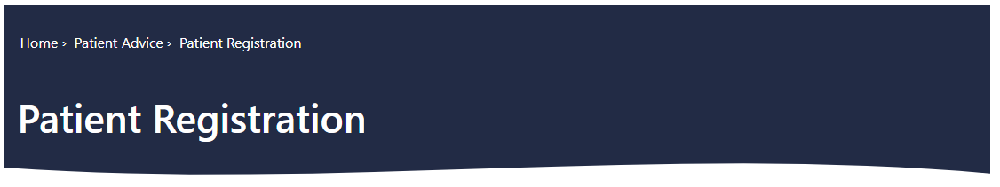 Home › Patient Advice › Patient Registration
Patient Registration